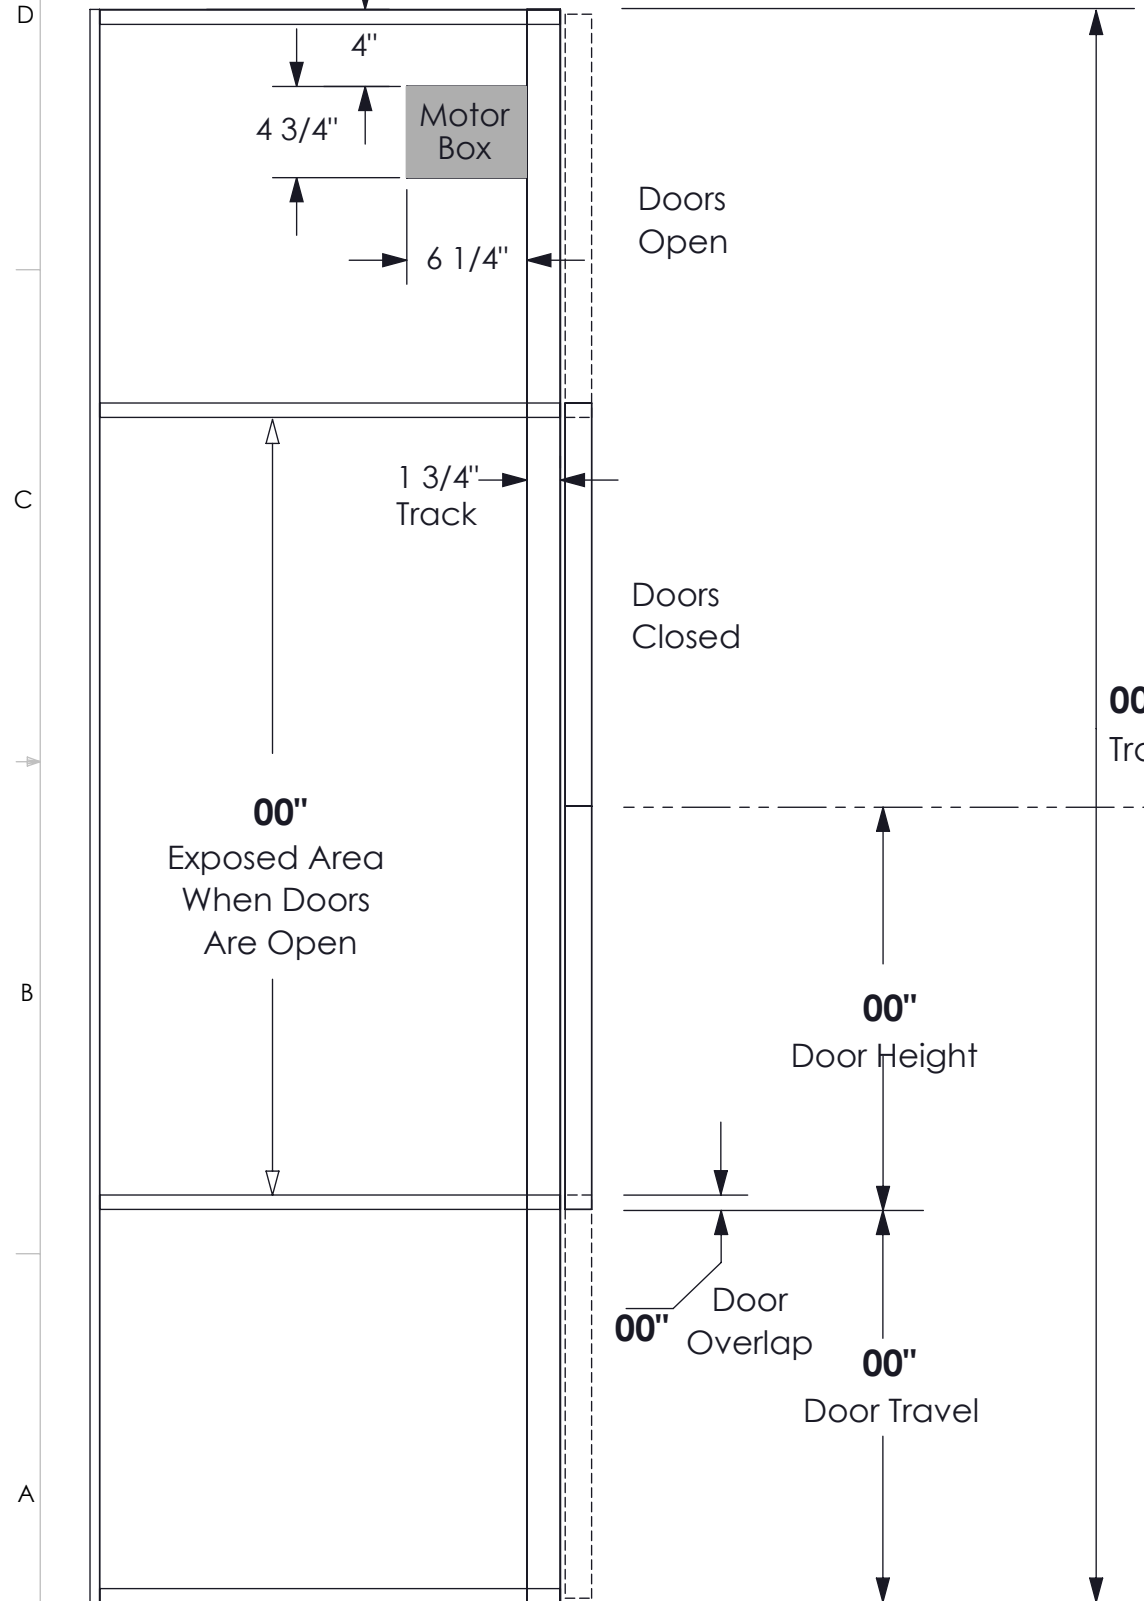 D
4"
4 3/4"
Motor
Box
Doors
Open
6 1/4"
C
1 3/4"
Track
Doors
Closed
00"
Exposed Area
When Doors
Are Open
B
00"
Door Height
Door
Overlap
00"
00"
Door Travel
A